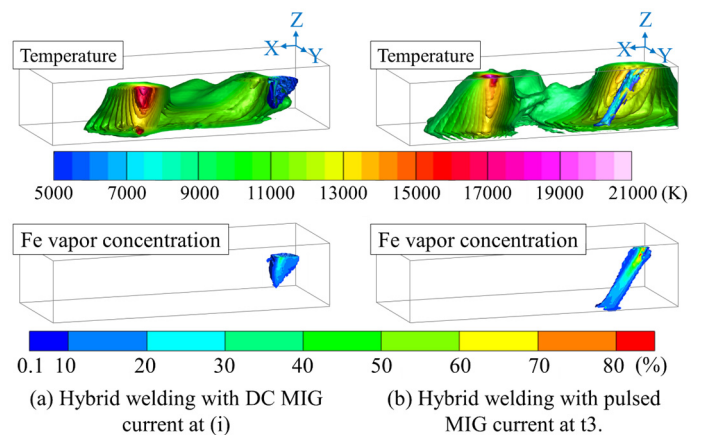 Z
X
Y
Temperature
Z
X
Y
Temperature
5000 7000 9000 11000 13000 15000 17000 19000 21000 (K)
Fe vapor concentration
Fe vapor concentration
0.1 10 20 30 40 50 60 70 80 (%)
(a) Hybrid welding with DC MIG
current at (i)
(b) Hybrid welding with pulsed
MIG current at t3.